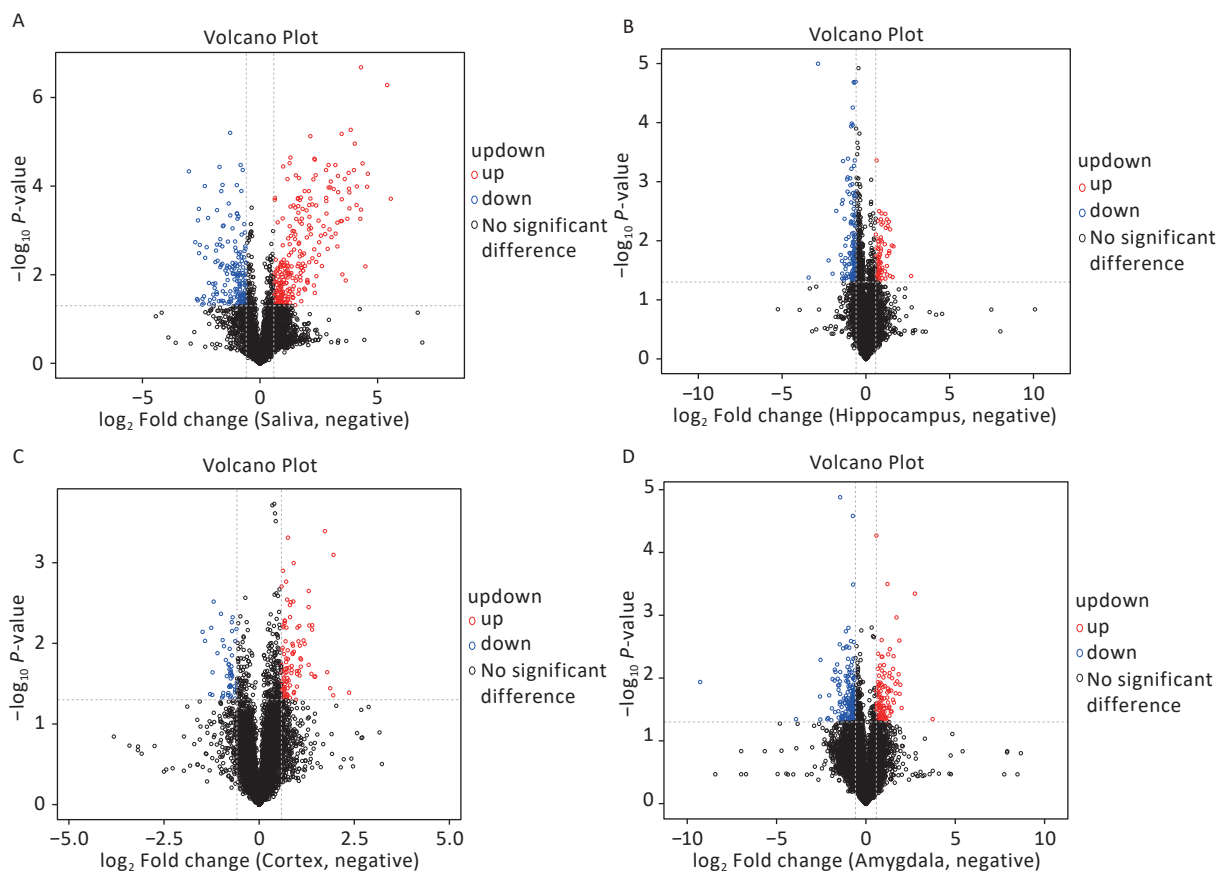 A
Volcano Plot
6
4
2
0
−log₁₀ P-value
−5
0
5
log₂ Fold change (Saliva, negative)
updown
up
down
No significant
difference
B
Volcano Plot
5
4
3
2
1
0
−log₁₀ P-value
−10
−5
0
5
10
log₂ Fold change (Hippocampus, negative)
updown
up
down
No significant
difference
C
Volcano Plot
3
2
1
0
−log₁₀ P-value
−5.0
−2.5
0
2.5
5.0
log₂ Fold change (Cortex, negative)
updown
up
down
No significant
difference
D
Volcano Plot
5
4
3
2
1
0
−log₁₀ P-value
−10
−5
0
5
10
log₂ Fold change (Amygdala, negative)
updown
up
down
No significant
difference